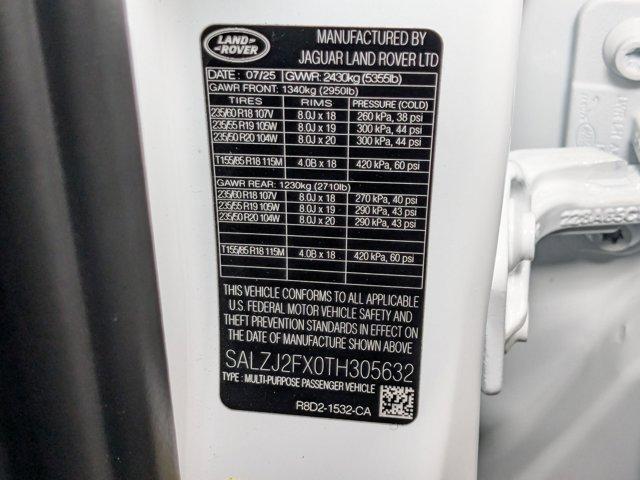 LAND
ROVER
MANUFACTURED BY
JAGUAR LAND ROVER LTD
DATE : 07/25 GVWR: 2430kg (5355lb)
GAWR FRONT: 1340kg (2950lb)
TIRES RIMS PRESSURE (COLD)
235/60 R18 107V 8.0J x 18 260 kPa, 38 psi
235/55 R19 105W 8.0J x 19 300 kPa, 44 psi
235/50 R20 104W 8.0J x 20 300 kPa, 44 psi
T155/85 R18 115M 4.0B x 18 420 kPa, 60 psi
GAWR REAR: 1230kg (2710lb)
235/60 R18 107V 8.0J x 18 270 kPa, 40 psi
235/55 R19 105W 8.0J x 19 290 kPa, 43 psi
235/50 R20 104W 8.0J x 20 290 kPa, 43 psi
T155/85 R18 115M 4.0B x 18 420 kPa, 60 psi
THIS VEHICLE CONFORMS TO ALL APPLICABLE
U.S. FEDERAL MOTOR VEHICLE SAFETY AND
THEFT PREVENTION STANDARDS IN EFFECT ON
THE DATE OF MANUFACTURE SHOWN ABOVE
SALZJ2FX0TH305632
TYPE : MULTI-PURPOSE PASSENGER VEHICLE
R8D2-1532-CA